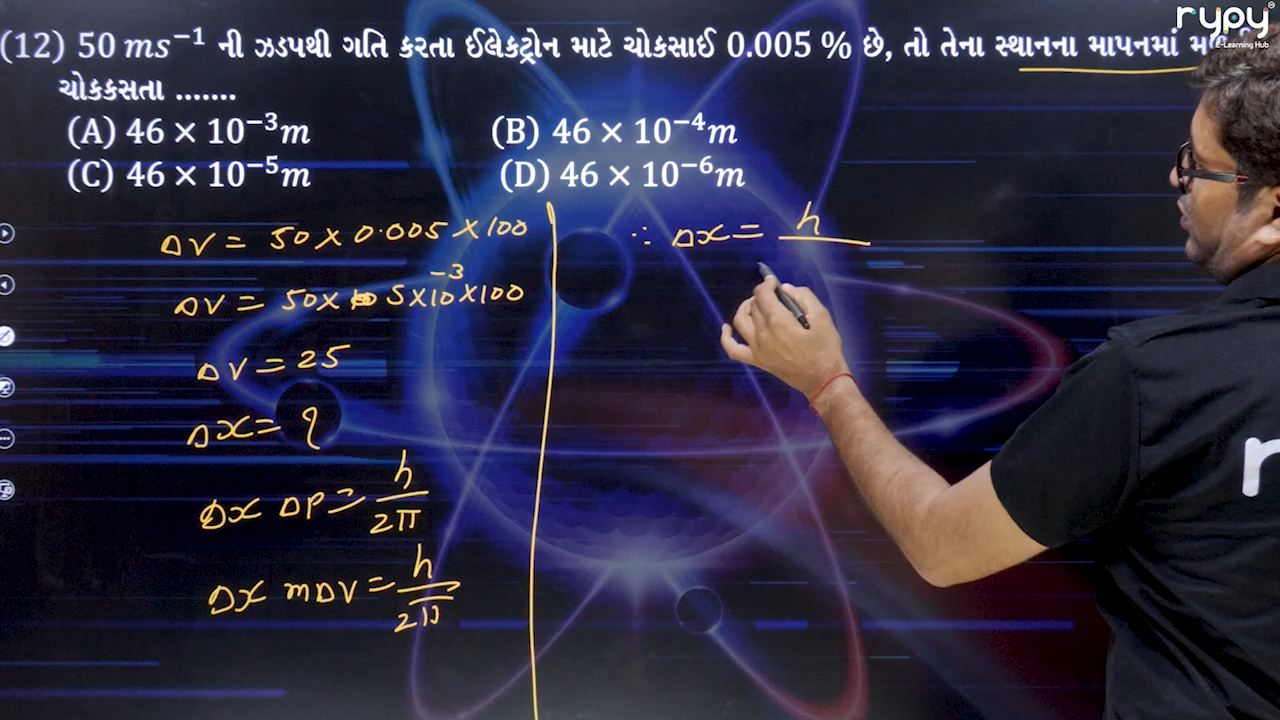 rypy
E-Learning Hub
(12) 50 ms⁻¹ ની ઝડપથી ગતિ કરતા ઈલેક્ટ્રોન માટે ચોકસાઈ 0.005 % છે, તો તેના સ્થાનના માપનમાં
ચોકકસતા .......
(A) 46 × 10⁻³m (B) 46 × 10⁻⁴m
(C) 46 × 10⁻⁵m (D) 46 × 10⁻⁶m
ΔV = 50 × 0.005 × 100
ΔV = 50 × 5 × 10⁻³ × 100
ΔV = 25
Δx = ?
Δx ΔP = h/2π
Δx mΔV = h/2π
∴ Δx = h
r